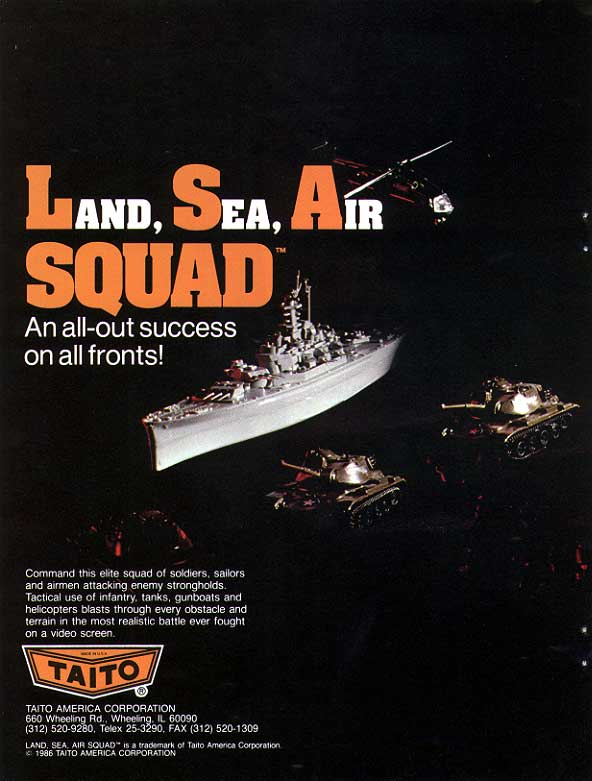 LAND, SEA, AIR
SQUAD™
An all-out success
on all fronts!
Command this elite squad of soldiers, sailors
and airmen attacking enemy strongholds.
Tactical use of infantry, tanks, gunboats and
helicopters blasts through every obstacle and
terrain in the most realistic battle ever fought
on a video screen.
MADE IN U.S.A.
TAITO®
TAITO AMERICA CORPORATION
660 Wheeling Rd., Wheeling, IL 60090
(312) 520-9280, Telex 25-3290, FAX (312) 520-1309
LAND, SEA, AIR SQUAD™ is a trademark of Taito America Corporation.
© 1986 TAITO AMERICA CORPORATION